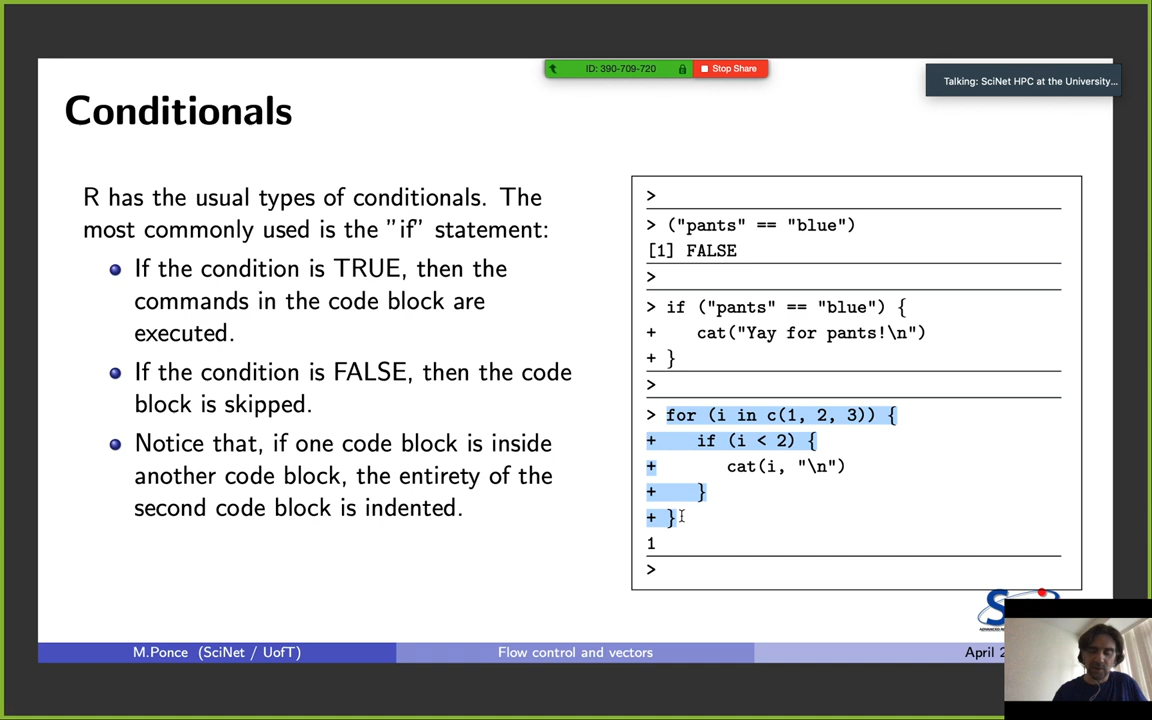 ID: 390-709-720
Stop Share
Talking: SciNet HPC at the University...
Conditionals
R has the usual types of conditionals. The
most commonly used is the ”if” statement:
If the condition is TRUE, then the
commands in the code block are
executed.
If the condition is FALSE, then the code
block is skipped.
Notice that, if one code block is inside
another code block, the entirety of the
second code block is indented.
>
> ("pants" == "blue")
[1] FALSE
>
> if ("pants" == "blue") {
+    cat("Yay for pants!\n")
+ }
>
> for (i in c(1, 2, 3)) {
+    if (i < 2) {
+       cat(i, "\n")
+    }
+ }
1
>
M.Ponce (SciNet / UofT)
Flow control and vectors
April